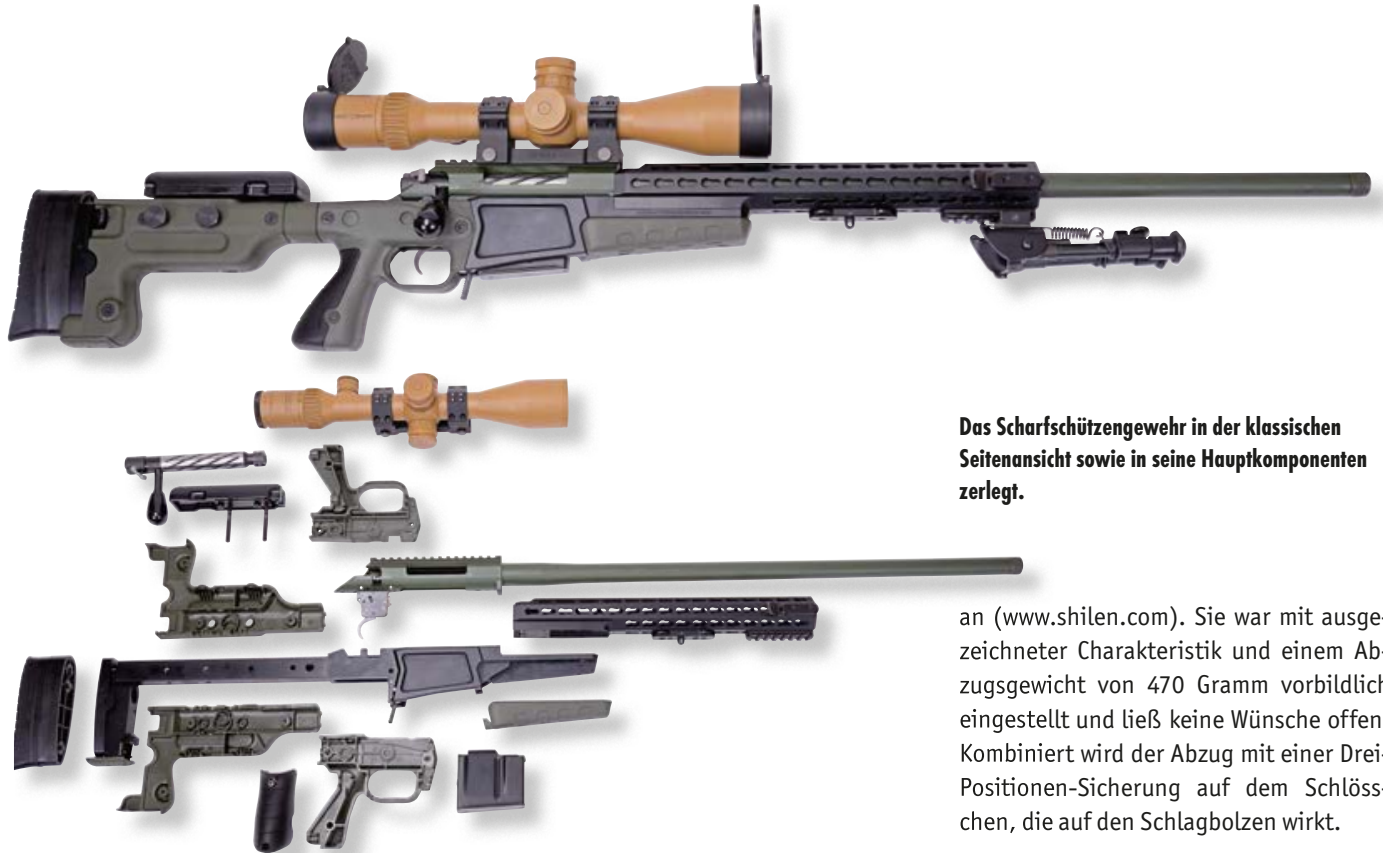 Das Scharfschützengewehr in der klassischen
Seitenansicht sowie in seine Hauptkomponenten
zerlegt.
an (www.shilen.com). Sie war mit ausge-
zeichneter Charakteristik und einem Ab-
zugsgewicht von 470 Gramm vorbildlich
eingestellt und ließ keine Wünsche offen.
Kombiniert wird der Abzug mit einer Drei-
Positionen-Sicherung auf dem Schlöss-
chen, die auf den Schlagbolzen wirkt.